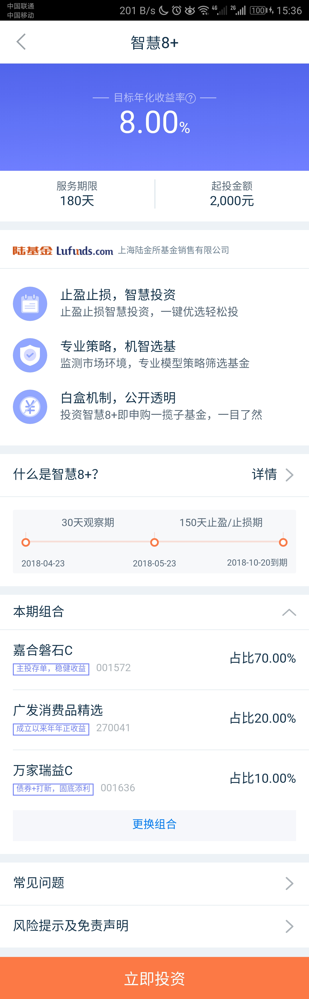 中国联通
中国移动
201 B/s 4G 2G 100 15:36
智慧8+
目标年化收益率?
8.00%
服务期限
180天
起投金额
2,000元
陆基金 Lufunds.com 上海陆金所基金销售有限公司
止盈止损，智慧投资
止盈止损智慧投资，一键优选轻松投
专业策略，机智选基
监测市场环境，专业模型策略筛选基金
白盒机制，公开透明
投资智慧8+即申购一揽子基金，一目了然
什么是智慧8+? 详情
30天观察期 150天止盈/止损期
2018-04-23 2018-05-23 2018-10-20到期
本期组合
嘉合磐石C
主投存单，稳健收益 001572
占比70.00%
广发消费品精选
成立以来年年正收益 270041
占比20.00%
万家瑞益C
债券+打新，固底添利 001636
占比10.00%
更换组合
常见问题
风险提示及免责声明
立即投资